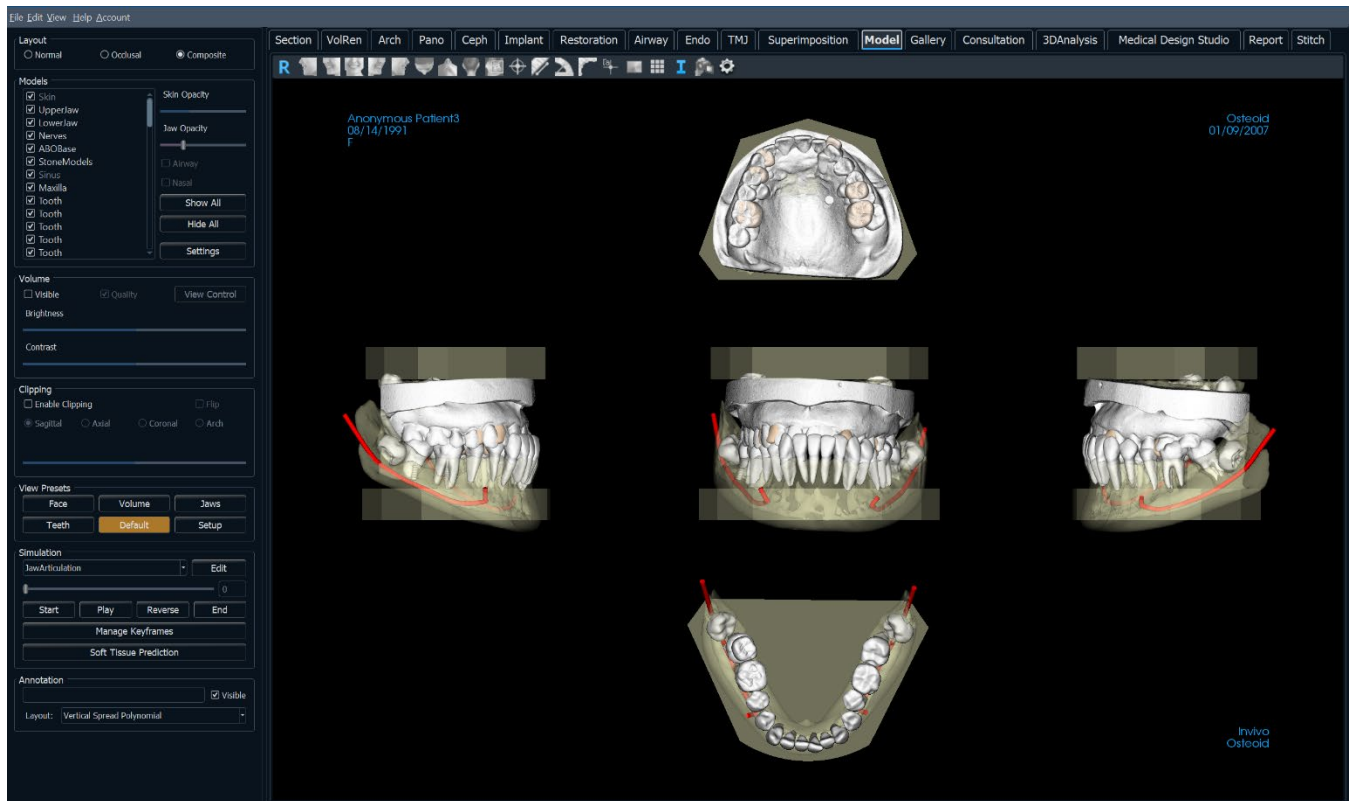 File Edit View Help Account
Layout
Normal Occlusal Composite
Models
Skin
UpperJaw
LowerJaw
Nerves
ABOBase
StoneModels
Sinus
Maxilla
Tooth
Tooth
Tooth
Tooth
Tooth
Skin Opacity
Jaw Opacity
Airway
Nasal
Show All
Hide All
Settings
Volume
Visible Quality View Control
Brightness
Contrast
Clipping
Enable Clipping Flip
Sagittal Axial Coronal Arch
View Presets
Face Volume Jaws
Teeth Default Setup
Simulation
JawArticulation Edit
0
Start Play Reverse End
Manage Keyframes
Soft Tissue Prediction
Annotation
Visible
Layout: Vertical Spread Polynomial
Section VolRen Arch Pano Ceph Implant Restoration Airway Endo TMJ Superimposition Model Gallery Consultation 3DAnalysis Medical Design Studio Report Stitch
R I
Anonymous Patient3
08/14/1991
F
Osteoid
01/09/2007
Invivo
Osteoid